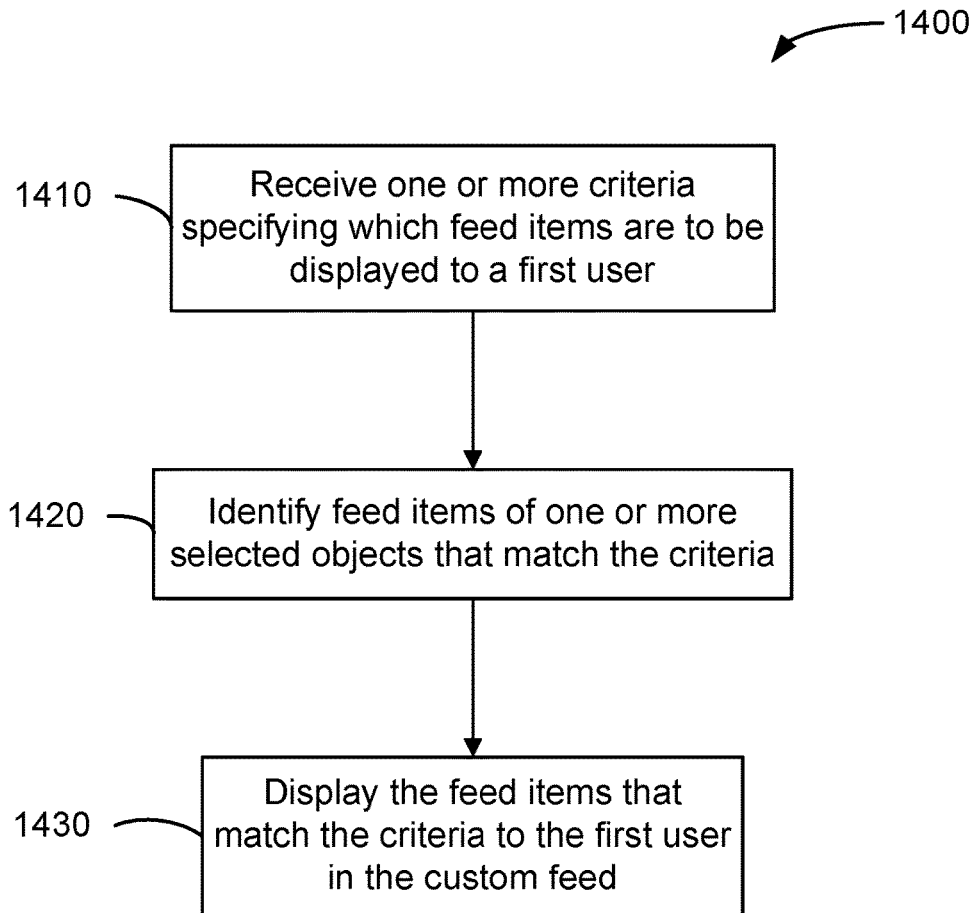 1400
1410
Receive one or more criteria
specifying which feed items are to be
displayed to a first user
1420
Identify feed items of one or more
selected objects that match the criteria
1430
Display the feed items that
match the criteria to the first user
in the custom feed